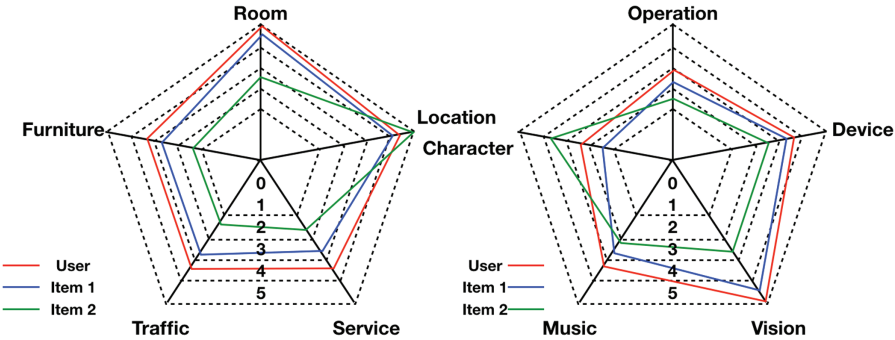 Room
Furniture
Location
0
1
2
3
4
5
Traffic
Service
User
Item 1
Item 2
Operation
Character
Device
0
1
2
3
4
5
Music
Vision
User
Item 1
Item 2